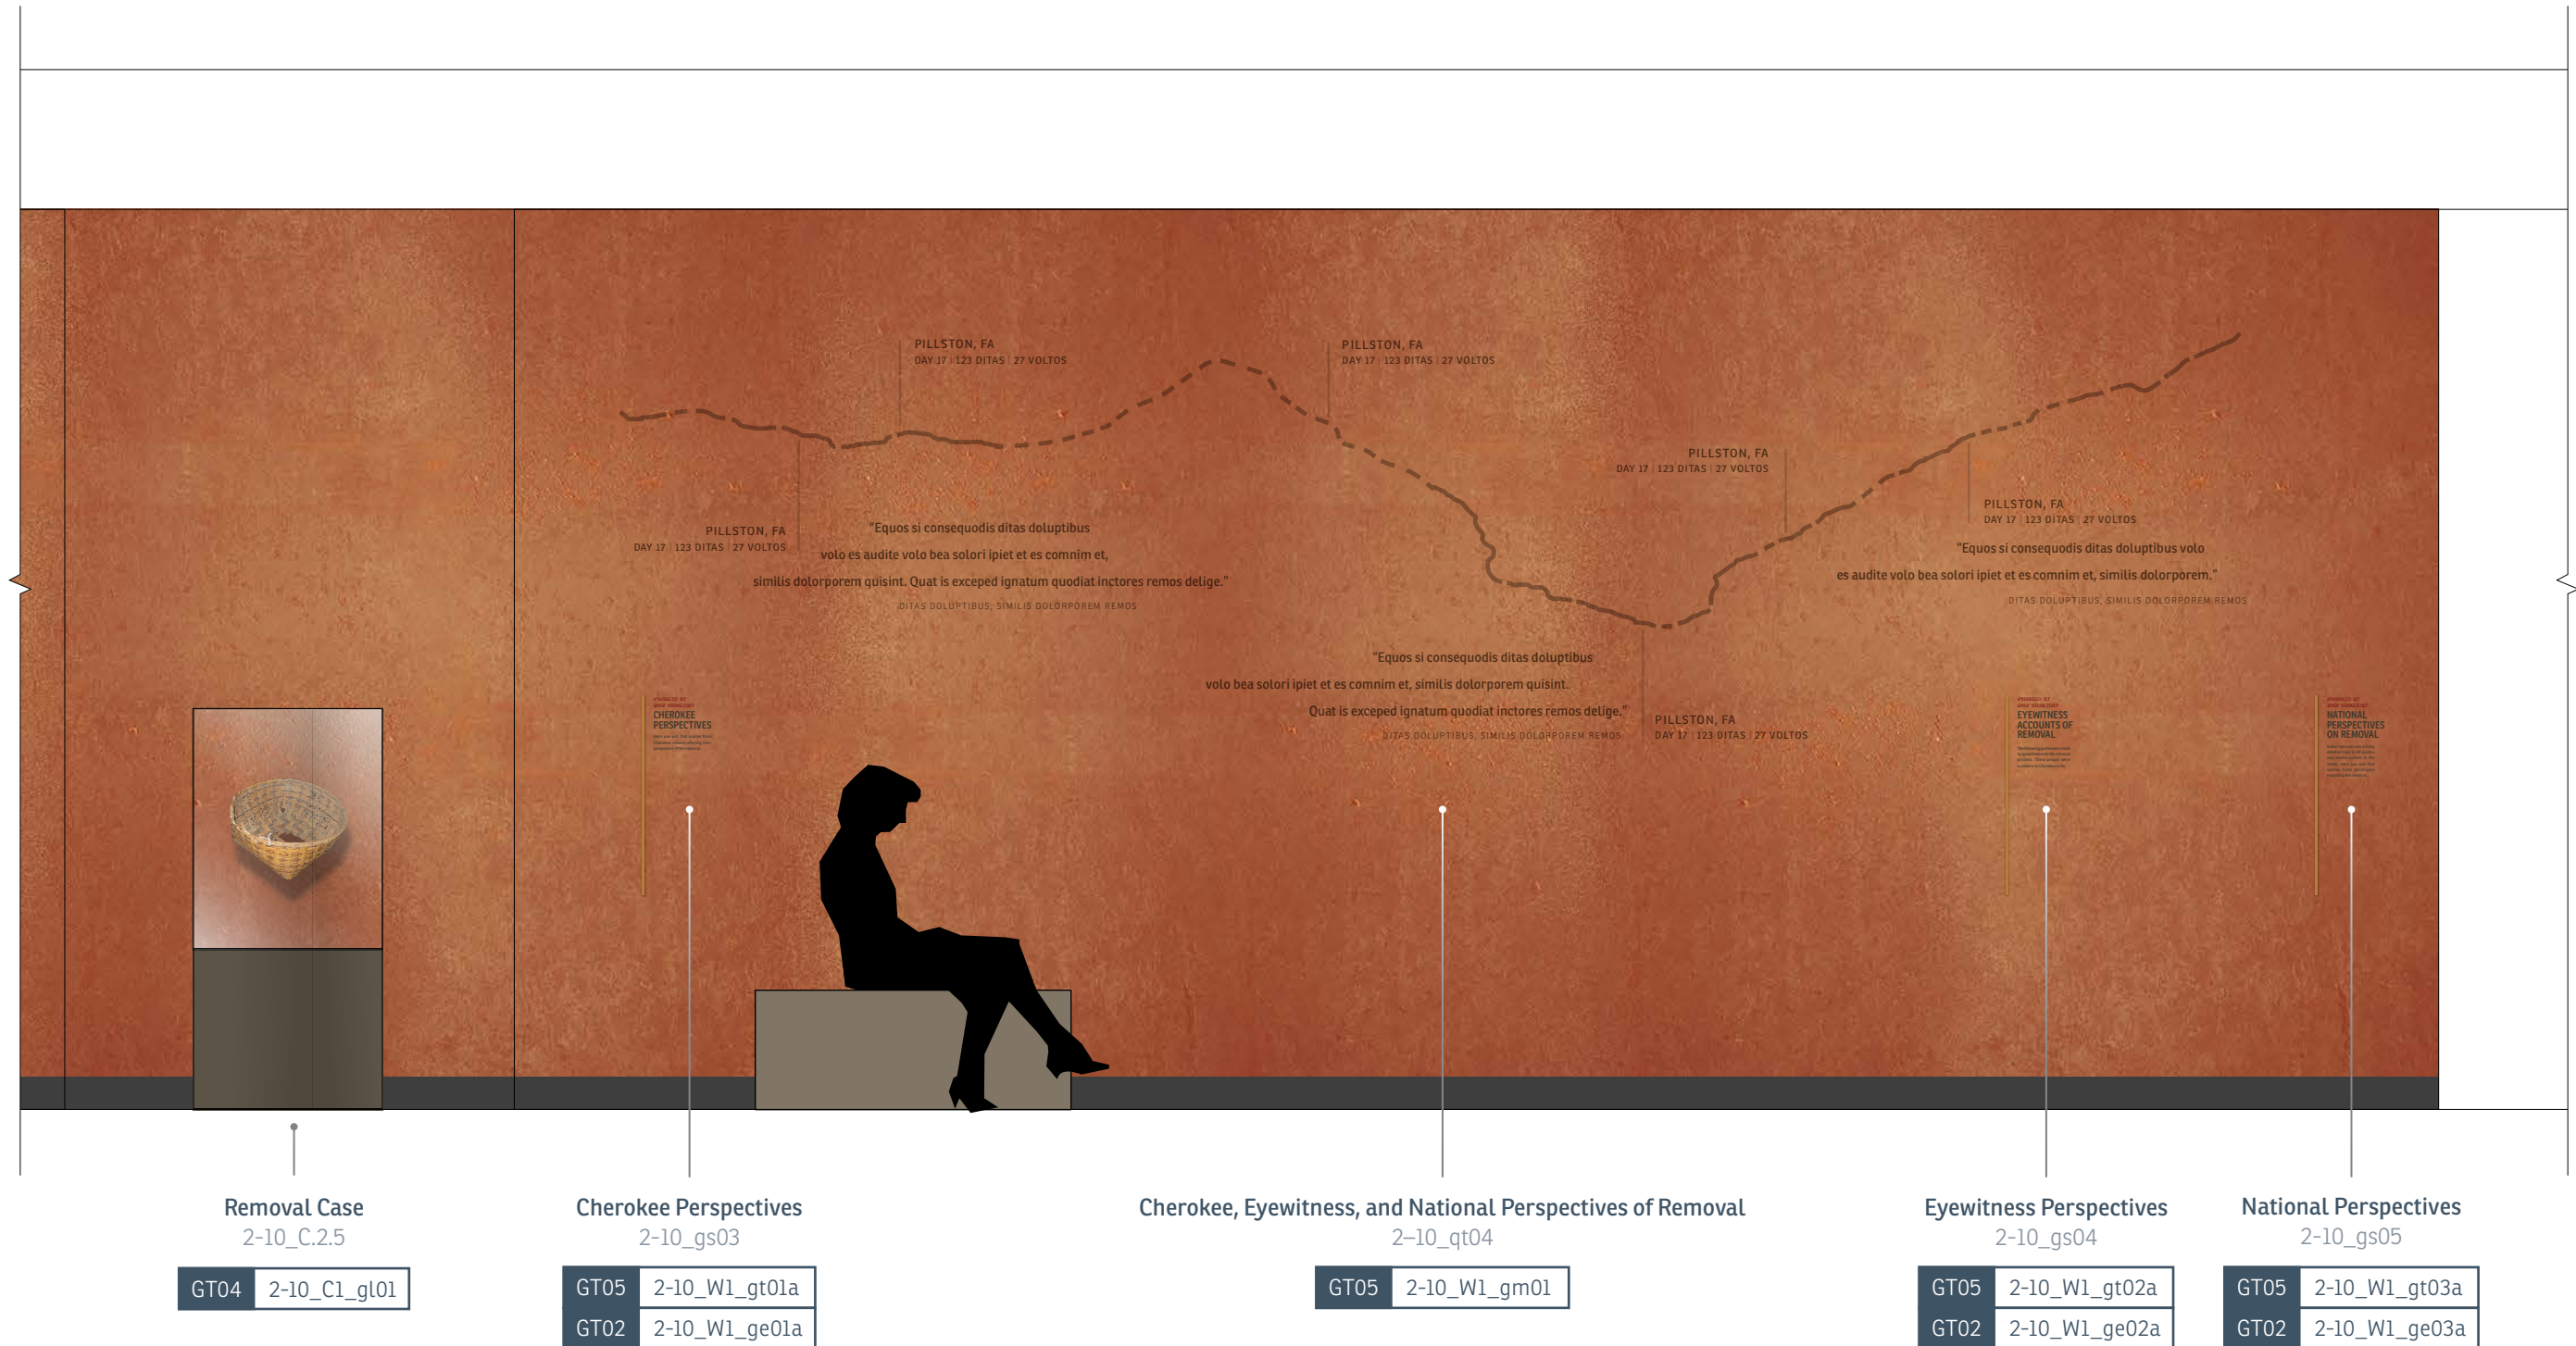 PILLSTON, FA
DAY 17 | 123 DITAS | 27 VOLTOS
PILLSTON, FA
DAY 17 | 123 DITAS | 27 VOLTOS
PILLSTON, FA
DAY 17 | 123 DITAS | 27 VOLTOS
PILLSTON, FA
DAY 17 | 123 DITAS | 27 VOLTOS
PILLSTON, FA
DAY 17 | 123 DITAS | 27 VOLTOS
"Equos si consequodis ditas doluptibus
volo es audite volo bea solori ipiet et es comnim et,
similis dolorporem quisint. Quat is exceped ignatum quodiat inctores remos delige."
DITAS DOLUPTIBUS, SIMILIS DOLORPOREM REMOS
"Equos si consequodis ditas doluptibus volo
es audite volo bea solori ipiet et es comnim et, similis dolorporem."
DITAS DOLUPTIBUS, SIMILIS DOLORPOREM REMOS
"Equos si consequodis ditas doluptibus
volo bea solori ipiet et es comnim et, similis dolorporem quisint.
Quat is exceped ignatum quodiat inctores remos delige."
DITAS DOLUPTIBUS, SIMILIS DOLORPOREM REMOS
PILLSTON, FA
DAY 17 | 123 DITAS | 27 VOLTOS
CHEROKEE
PERSPECTIVES
EYEWITNESS
ACCOUNTS OF
REMOVAL
NATIONAL
PERSPECTIVES
ON REMOVAL
Removal Case
2-10_C.2.5
GT04 2-10_C1_gl01
Cherokee Perspectives
2-10_gs03
GT05 2-10_W1_gt01a
GT02 2-10_W1_ge01a
Cherokee, Eyewitness, and National Perspectives of Removal
2–10_qt04
GT05 2-10_W1_gm01
Eyewitness Perspectives
2-10_gs04
GT05 2-10_W1_gt02a
GT02 2-10_W1_ge02a
National Perspectives
2-10_gs05
GT05 2-10_W1_gt03a
GT02 2-10_W1_ge03a